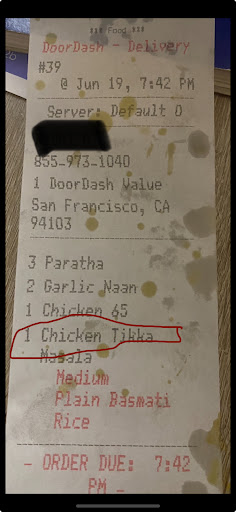 *** Food ***
DoorDash - Delivery
#39
@ Jun 19, 7:42 PM
Server: Default 0
855-973-1040
1 DoorDash Value
San Francisco, CA
94103
3 Paratha
2 Garlic Naan
1 Chicken 65
1 Chicken Tikka
Masala
Medium
Plain Basmati
Rice
- ORDER DUE: 7:42
PM -